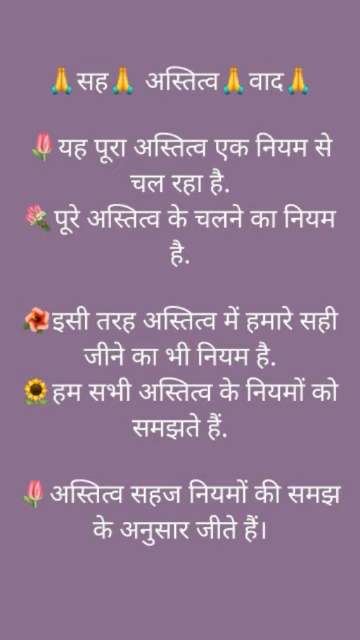 🙏सह🙏 अस्तित्व🙏वाद🙏
🌷यह पूरा अस्तित्व एक नियम से
चल रहा है.
💐पूरे अस्तित्व के चलने का नियम
है.
🌺इसी तरह अस्तित्व में हमारे सही
जीने का भी नियम है.
🌻हम सभी अस्तित्व के नियमों को
समझते हैं.
🌷अस्तित्व सहज नियमों की समझ
के अनुसार जीते हैं।